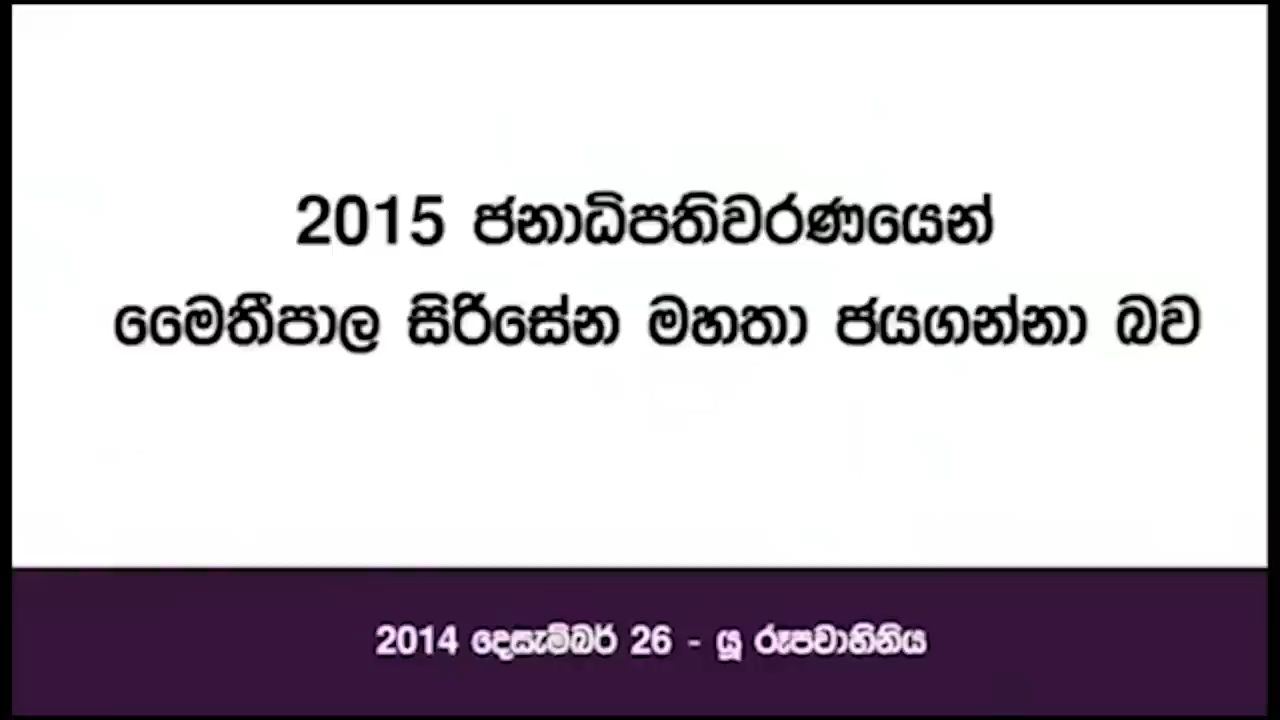 2015 ජනාධිපතිවරණයෙන්
මෛතීපාල සිරිසේන මහතා ජයගන්නා බව
2014 දෙසැම්බර් 26 - යූ රූපවාහිනිය